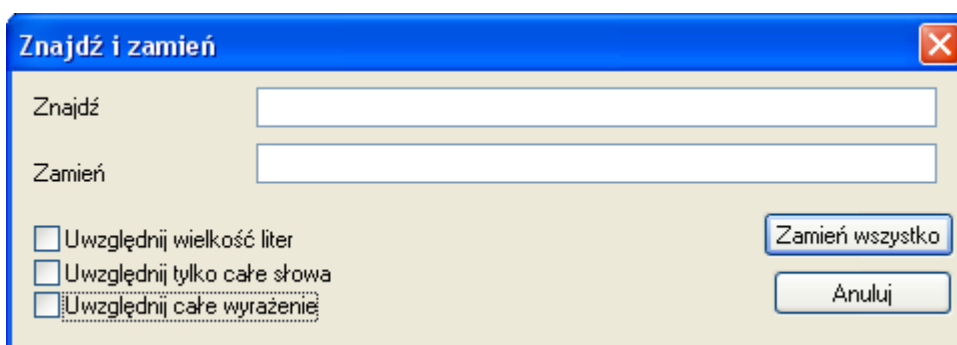 Znajdź i zamień
Znajdź
Zamień
Uwzględnij wielkość liter
Zamień wszystko
Uwzględnij tylko całe słowa
Uwzględnij całe wyrażenie
Anuluj